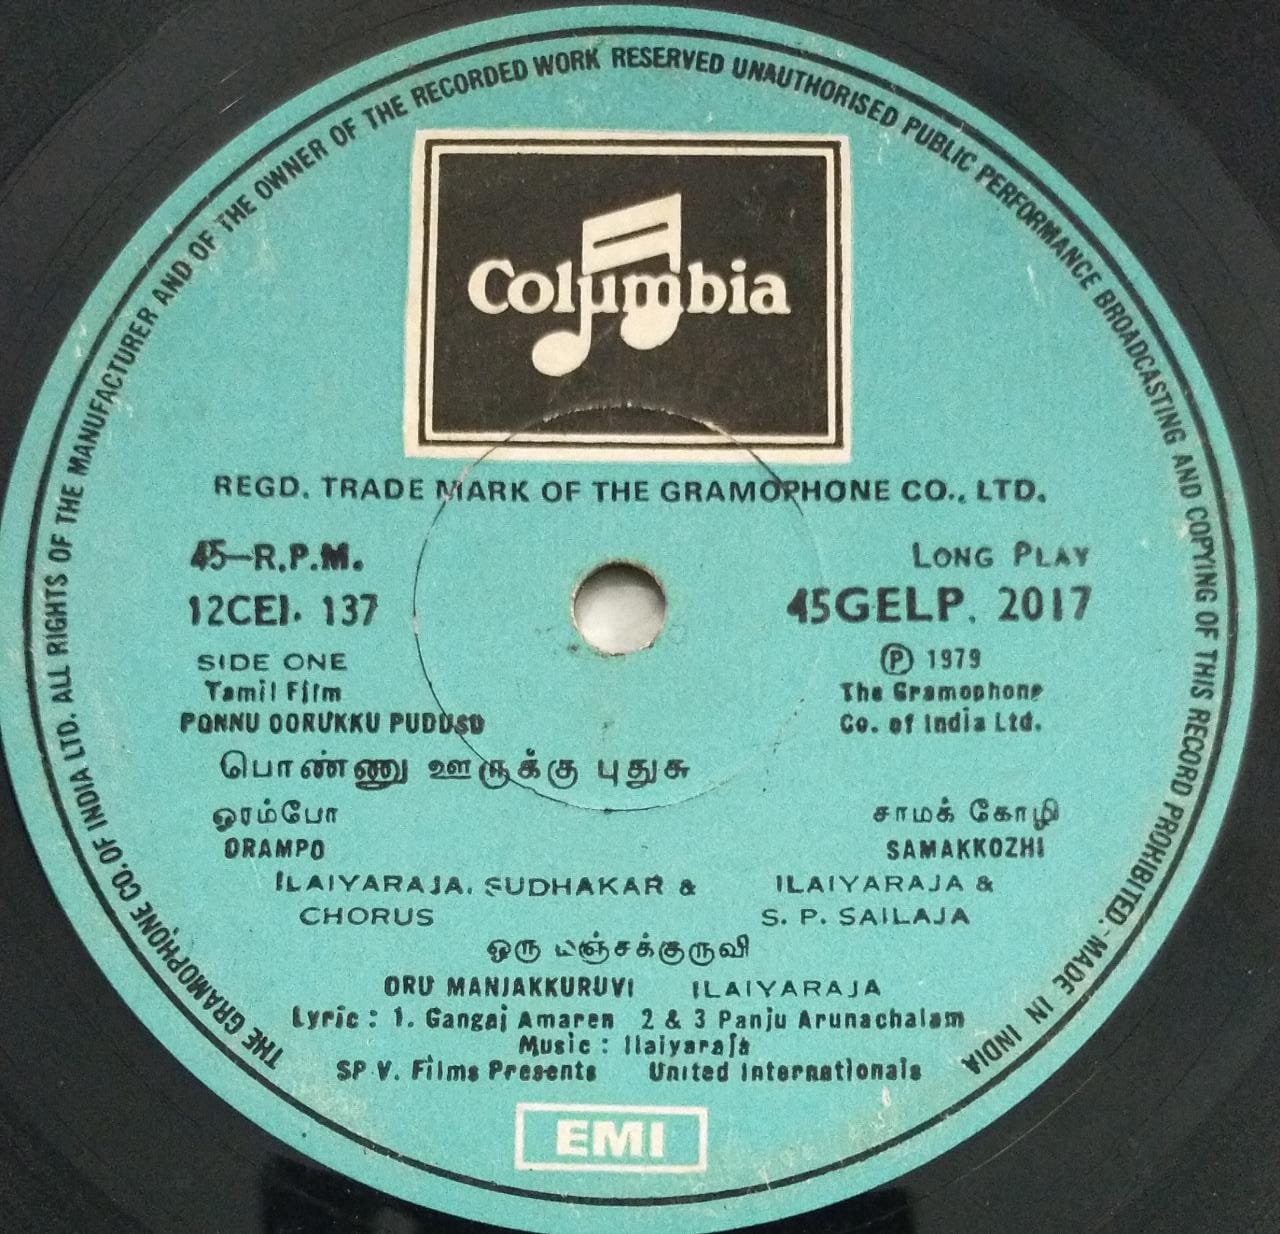 THE GRAMOPHONE CO. OF INDIA LTD. ALL RIGHTS OF THE MANUFACTURER AND OF THE OWNER OF THE RECORDED WORK RESERVED UNAUTHORISED PUBLIC PERFORMANCE BROADCASTING AND COPYING OF THIS RECORD PROHIBITED.-MADE IN INDIA
Columbia
REGD. TRADE MARK OF THE GRAMOPHONE CO., LTD.
45-R.P.M. LONG PLAY
12CEI. 137 45GELP. 2017
SIDE ONE Ⓟ 1979
Tamil Film The Gramophone
PONNU OORUKKU PUDUSU Co. of India Ltd.
பொண்ணு ஊருக்கு புதுசு
ஓரம்போ சாமக் கோழி
ORAMPO SAMAKKOZHI
ILAIYARAJA, SUDHAKAR & ILAIYARAJA &
CHORUS S. P. SAILAJA
ஒரு மஞ்சக்குருவி
ORU MANJAKKURUVI ILAIYARAJA
Lyric : 1. Gangai Amaren 2 & 3 Panju Arunachalam
Music : Ilaiyaraja
SP V. Films Presents United Internationals
EMI